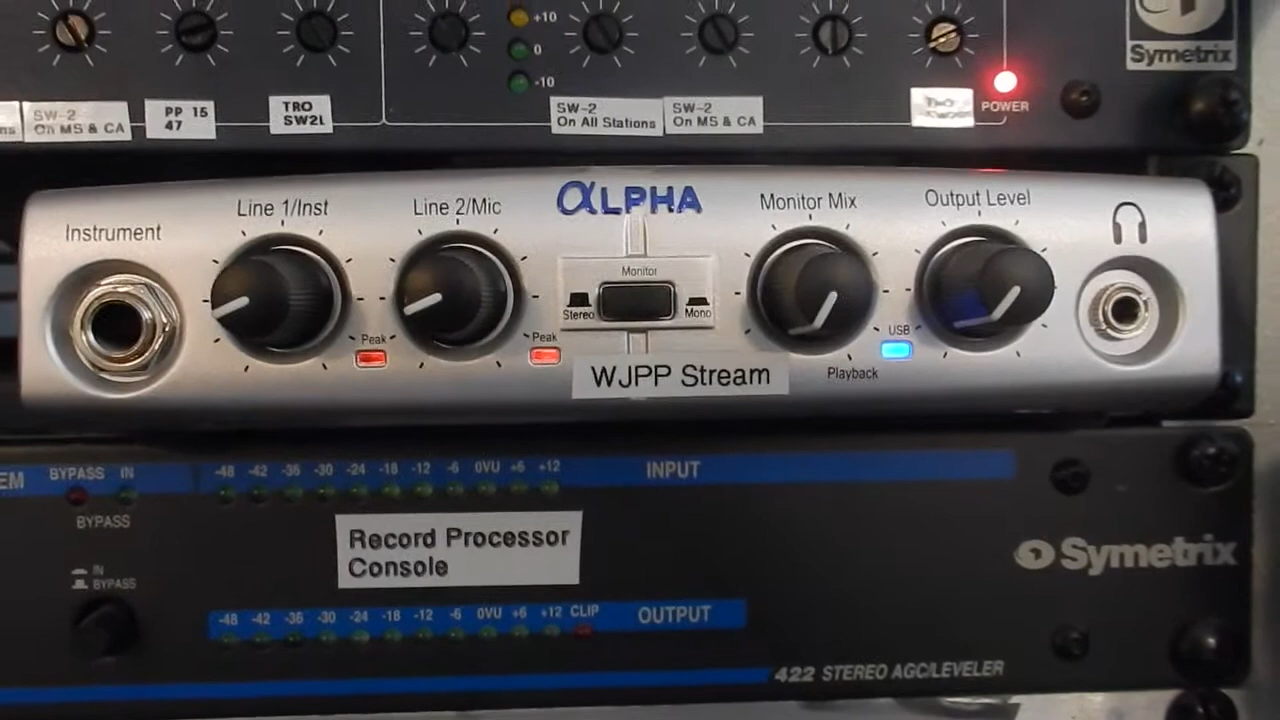 +10
0
-10
Symetrix
SW-2
On MS & CA
PP 15
47
TRO
SW2L
SW-2
On All Stations
SW-2
On MS & CA
POWER
αLPHA
Instrument
Line 1/Inst
Line 2/Mic
Monitor Mix
Output Level
Monitor
Stereo
Mono
Peak
Peak
USB
Playback
WJPP Stream
BYPASS IN
-48 -42 -36 -30 -24 -18 -12 -6 0VU +6 +12
INPUT
BYPASS
Record Processor
Console
Symetrix
IN
BYPASS
-48 -42 -36 -30 -24 -18 -12 -6 0VU +6 +12 CLIP
OUTPUT
422 STEREO AGC/LEVELER